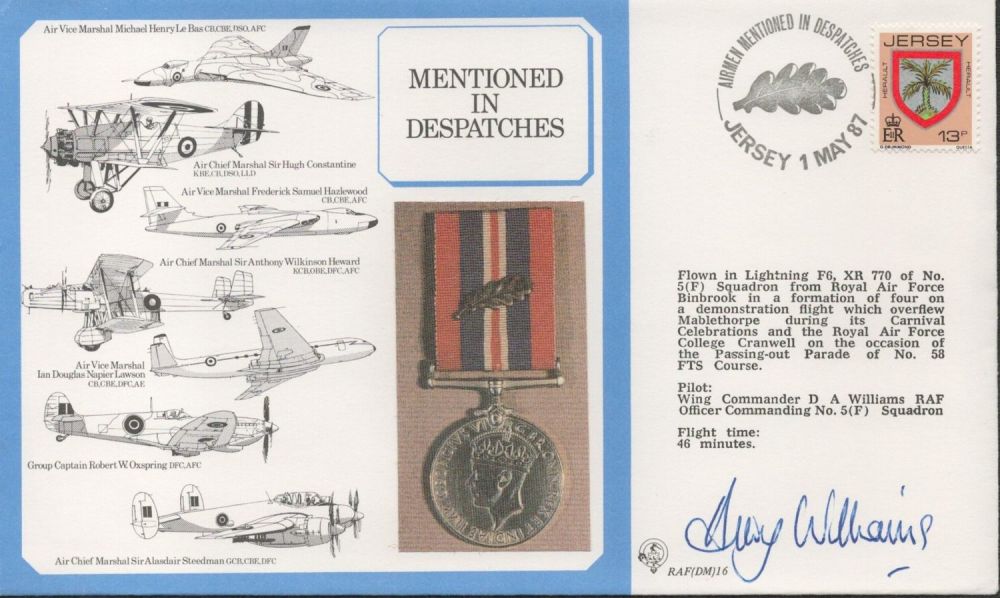 Air Vice Marshal Michael Henry Le Bas CB,CBE,DSO,AFC
Air Chief Marshal Sir Hugh Constantine
KBE,CB,DSO,LLD
Air Vice Marshal Frederick Samuel Hazlewood
CB,CBE,AFC
Air Chief Marshal Sir Anthony Wilkinson Heward
KCB,OBE,DFC,AFC
Air Vice Marshal
Ian Douglas Napier Lawson
CB,CBE,DFC,AE
Group Captain Robert W. Oxspring DFC,AFC
Air Chief Marshal Sir Alasdair Steedman GCB,CBE,DFC
MENTIONED
IN
DESPATCHES
AIRMEN MENTIONED IN DESPATCHES
JERSEY 1 MAY 87
JERSEY
HERAULT
HERAULT
EIIR
13P
G DRUMMOND
QUESTA
Flown in Lightning F6, XR 770 of No.
5(F) Squadron from Royal Air Force
Binbrook in a formation of four on
a demonstration flight which overflew
Mablethorpe during its Carnival
Celebrations and the Royal Air Force
College Cranwell on the occasion of
the Passing-out Parade of No. 58
FTS Course.
Pilot:
Wing Commander D A Williams RAF
Officer Commanding No. 5(F) Squadron
Flight time:
46 minutes.
Williams
RAF(DM)16